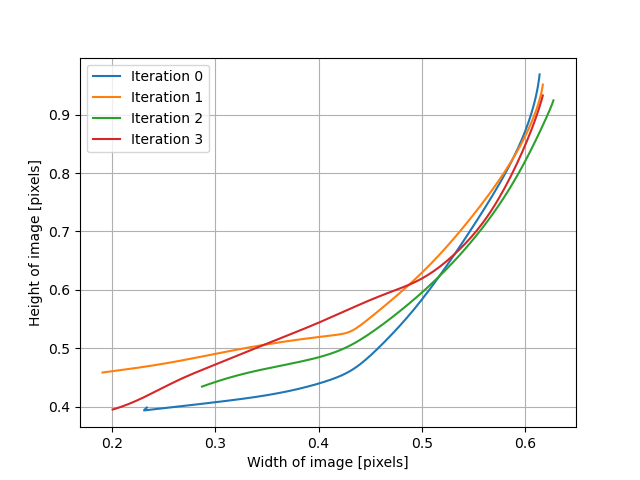 Iteration 0
Iteration 1
Iteration 2
Iteration 3
Height of image [pixels]
0.9
0.8
0.7
0.6
0.5
0.4
0.2 0.3 0.4 0.5 0.6
Width of image [pixels]